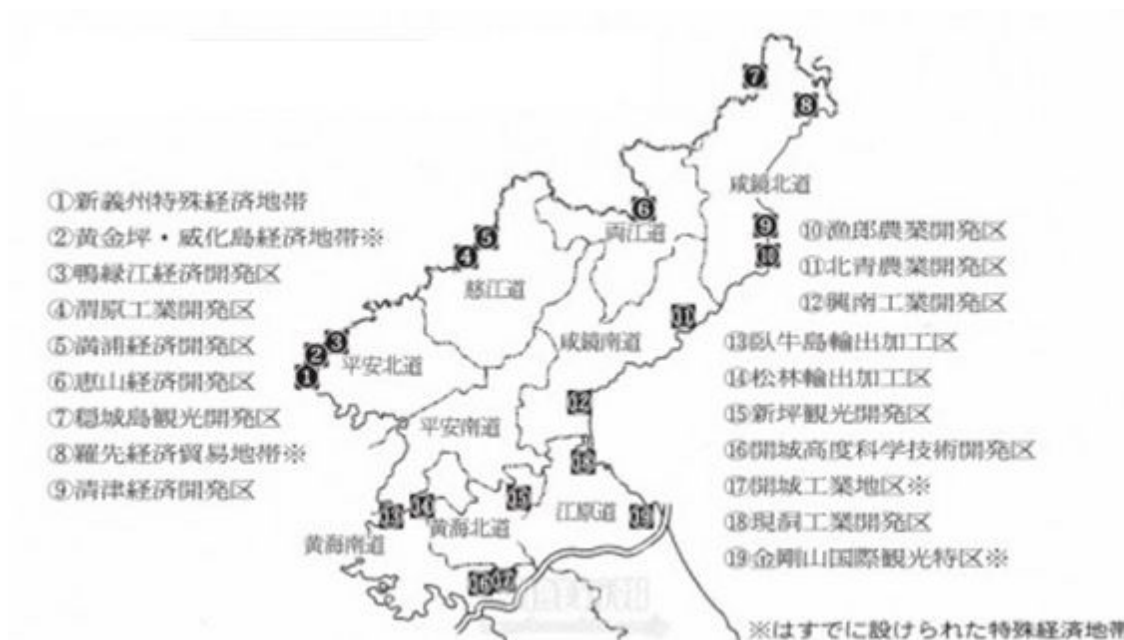 ①新義州特殊経済地帯
②黄金坪・威化島経済地帯※
③鴨緑江経済開発区
④渭原工業開発区
⑤満浦経済開発区
⑥恵山経済開発区
⑦穏城島観光開発区
⑧羅先経済貿易地帯※
⑨清津経済開発区
⑩漁郎農業開発区
⑪北青農業開発区
⑫興南工業開発区
⑬臥牛島輸出加工区
⑭松林輸出加工区
⑮新坪観光開発区
⑯開城高度科学技術開発区
⑰開城工業地区※
⑱現洞工業開発区
⑲金剛山国際観光特区※
※はすでに設けられた特殊経済地帯
❼
❽
咸鏡北道
❻
❾
両江道
❺
❹
❿
慈江道
⓫
咸鏡南道
❸
❷
平安北道
❶
⓬
平安南道
⓲
⓯
⓮
⓭
江原道
⓳
黄海北道
黄海南道
⓰
⓱